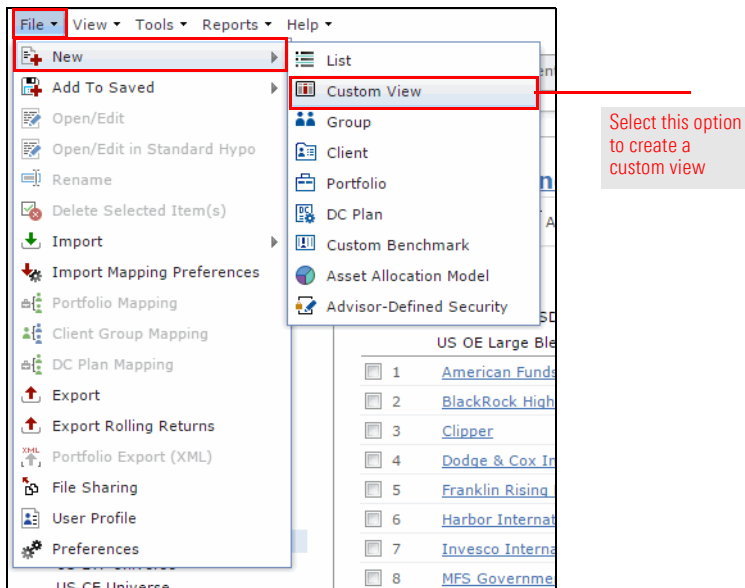 File View Tools Reports Help
New
Add To Saved
Open/Edit
Open/Edit in Standard Hypo
Rename
Delete Selected Item(s)
Import
Import Mapping Preferences
Portfolio Mapping
Client Group Mapping
DC Plan Mapping
Export
Export Rolling Returns
XML Portfolio Export (XML)
File Sharing
User Profile
Preferences
US CE Universe
List
Custom View
Group
Client
Portfolio
DC Plan
Custom Benchmark
Asset Allocation Model
Advisor-Defined Security
Select this option
to create a
custom view
US OE Large Ble
1 American Funds
2 BlackRock High
3 Clipper
4 Dodge & Cox In
5 Franklin Rising
6 Harbor Internat
7 Invesco Interna
8 MFS Governme